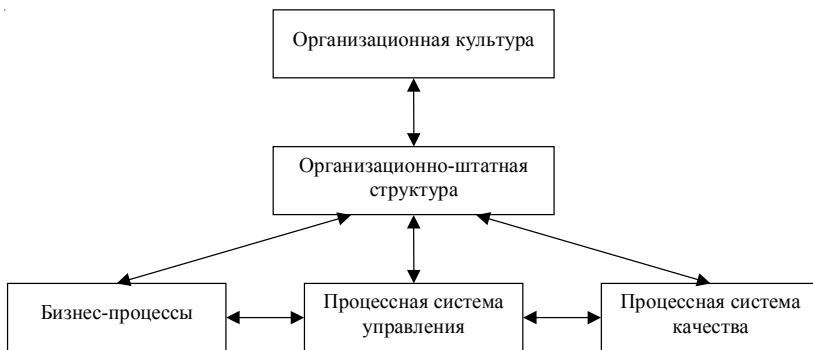 Организационная культура
Организационно-штатная
структура
Бизнес-процессы
Процессная система
управления
Процессная система
качества